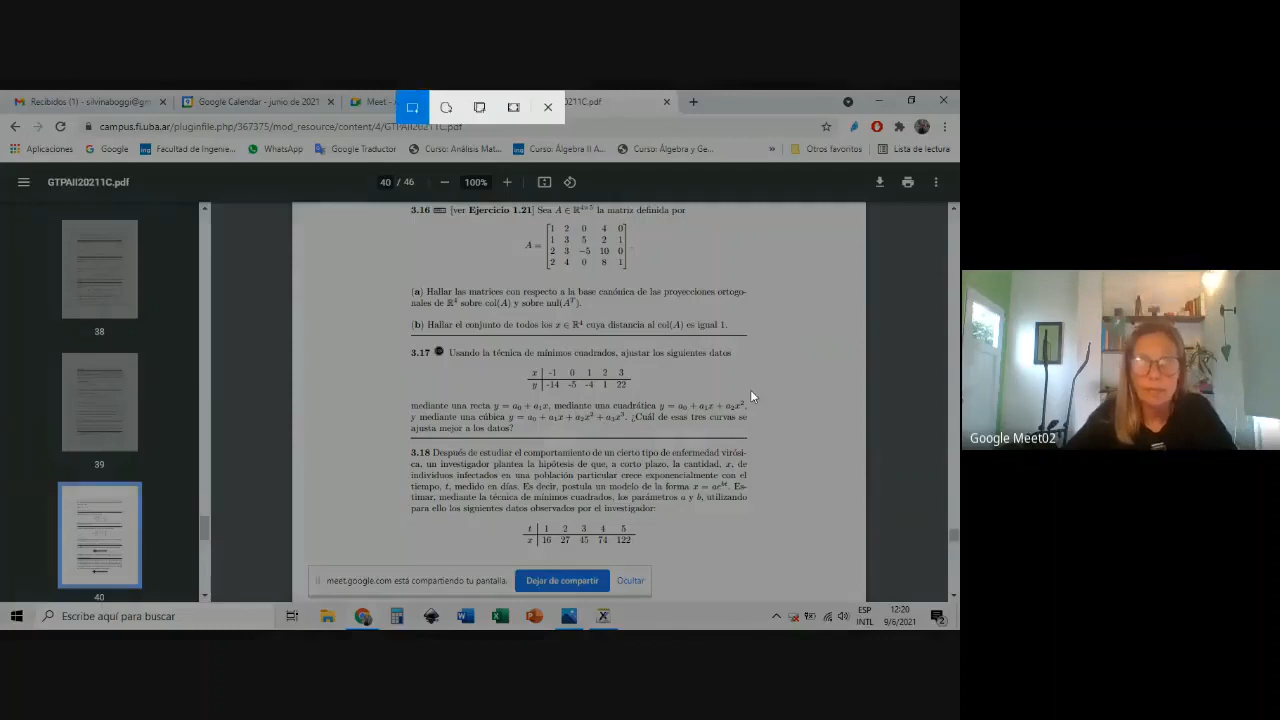 Recibidos (1) - silvinaboggi@gm
Google Calendar - junio de 2021
Meet -
0211C.pdf
campus.fi.uba.ar/pluginfile.php/367375/mod_resource/content/4/GTPAII20211C.pdf
Aplicaciones
Google
Facultad de Ingenie...
WhatsApp
Google Traductor
Curso: Análisis Mat...
Curso: Álgebra II A...
Curso: Álgebra y Ge...
»
Otros favoritos
Lista de lectura
GTPAII20211C.pdf
40 / 46
100%
38
39
40
3.16 [ver Ejercicio 1.21] Sea A ∈ ℝ⁴ˣ⁵ la matriz definida por
A =
1 2 0 4 0
1 3 5 2 1
2 3 −5 10 0
2 4 0 8 1
(a) Hallar las matrices con respecto a la base canónica de las proyecciones ortogo-
nales de ℝ⁴ sobre col(A) y sobre nul(Aᵀ).
(b) Hallar el conjunto de todos los x ∈ ℝ⁴ cuya distancia al col(A) es igual 1.
3.17 Usando la técnica de mínimos cuadrados, ajustar los siguientes datos
x -1 0 1 2 3
y -14 -5 -4 1 22
mediante una recta y = a₀ + a₁x, mediante una cuadrática y = a₀ + a₁x + a₂x²,
y mediante una cúbica y = a₀ + a₁x + a₂x² + a₃x³. ¿Cuál de esas tres curvas se
ajusta mejor a los datos?
3.18 Después de estudiar el comportamiento de un cierto tipo de enfermedad virósi-
ca, un investigador plantea la hipótesis de que, a corto plazo, la cantidad, x, de
individuos infectados en una población particular crece exponencialmente con el
tiempo, t, medido en días. Es decir, postula un modelo de la forma x = aeᵇᵗ. Es-
timar, mediante la técnica de mínimos cuadrados, los parámetros a y b, utilizando
para ello los siguientes datos observados por el investigador:
t 1 2 3 4 5
x 16 27 45 74 122
meet.google.com está compartiendo tu pantalla.
Dejar de compartir
Ocultar
Escribe aquí para buscar
ESP
INTL
12:20
9/6/2021
2
Google Meet02